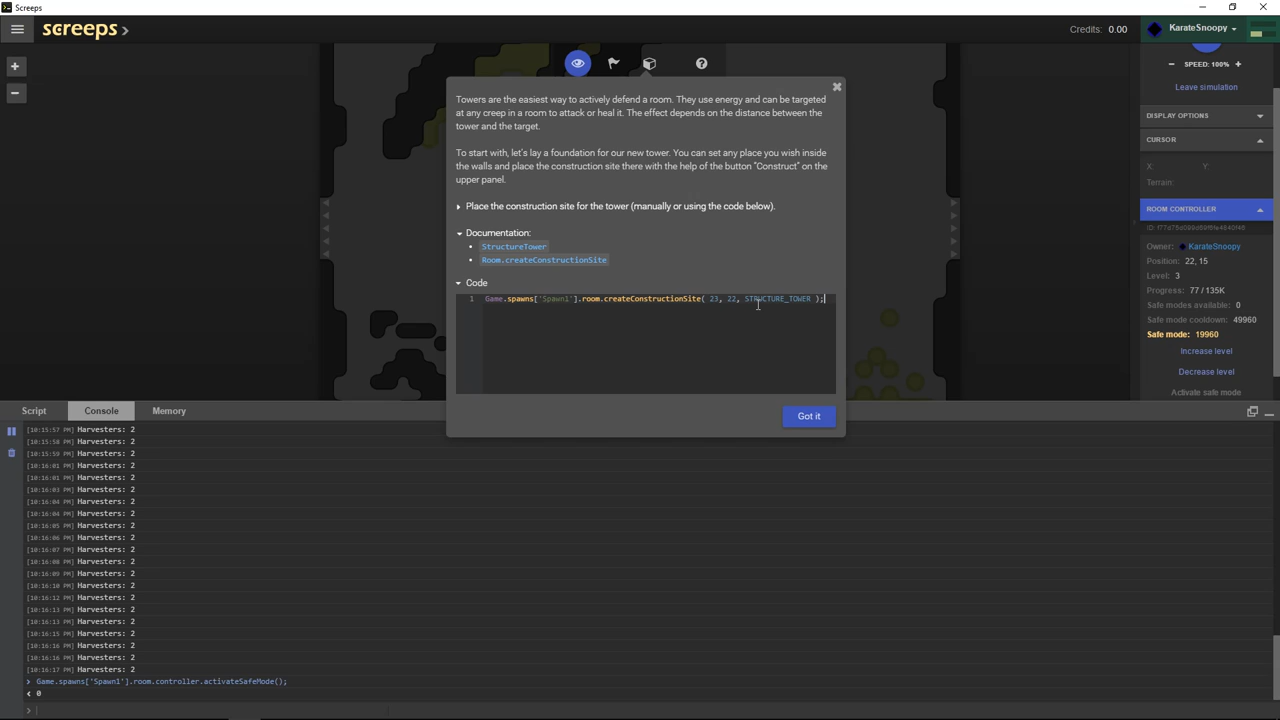 Screeps
screeps
Credits: 0.00
KarateSnoopy
SPEED: 100%
Leave simulation
DISPLAY OPTIONS
CURSOR
X: Y:
Terrain:
ROOM CONTROLLER
Owner: KarateSnoopy
Position: 22, 15
Level: 3
Progress: 77 / 135K
Safe modes available: 0
Safe mode cooldown: 49960
Safe mode: 19960
Increase level
Decrease level
Activate safe mode
Towers are the easiest way to actively defend a room. They use energy and can be targeted
at any creep in a room to attack or heal it. The effect depends on the distance between the
tower and the target.
To start with, let's lay a foundation for our new tower. You can set any place you wish inside
the walls and place the construction site there with the help of the button "Construct" on the
upper panel.
Place the construction site for the tower (manually or using the code below).
Documentation:
StructureTower
Room.createConstructionSite
Code
1 Game.spawns['Spawn1'].room.createConstructionSite( 23, 22, STRUCTURE_TOWER );
Got it
Script Console Memory
[10:15:57 PM] Harvesters: 2
[10:15:58 PM] Harvesters: 2
[10:15:59 PM] Harvesters: 2
[10:16:01 PM] Harvesters: 2
[10:16:01 PM] Harvesters: 2
[10:16:03 PM] Harvesters: 2
[10:16:04 PM] Harvesters: 2
[10:16:04 PM] Harvesters: 2
[10:16:05 PM] Harvesters: 2
[10:16:06 PM] Harvesters: 2
[10:16:07 PM] Harvesters: 2
[10:16:08 PM] Harvesters: 2
[10:16:09 PM] Harvesters: 2
[10:16:10 PM] Harvesters: 2
[10:16:12 PM] Harvesters: 2
[10:16:13 PM] Harvesters: 2
[10:16:13 PM] Harvesters: 2
[10:16:15 PM] Harvesters: 2
[10:16:16 PM] Harvesters: 2
[10:16:16 PM] Harvesters: 2
[10:16:17 PM] Harvesters: 2
> Game.spawns['Spawn1'].room.controller.activateSafeMode();
< 0
>